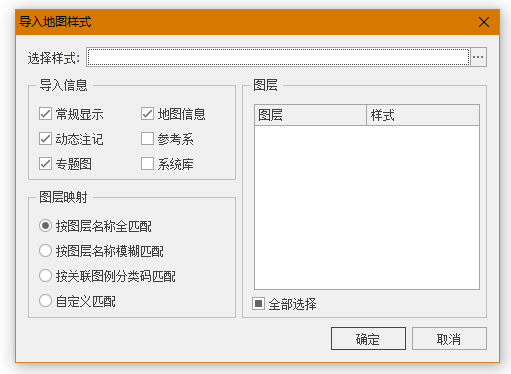 导入地图样式
选择样式:
导入信息
常规显示 地图信息
动态注记 参考系
专题图 系统库
图层映射
按图层名称全匹配
按图层名称模糊匹配
按关联图例分类码匹配
自定义匹配
图层
图层 样式
全部选择
确定 取消